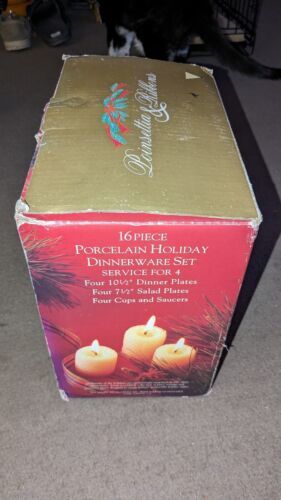 Poinsettia & Ribbons
16 PIECE
PORCELAIN HOLIDAY
DINNERWARE SET
SERVICE FOR 4
Four 10½" Dinner Plates
Four 7½" Salad Plates
Four Cups and Saucers